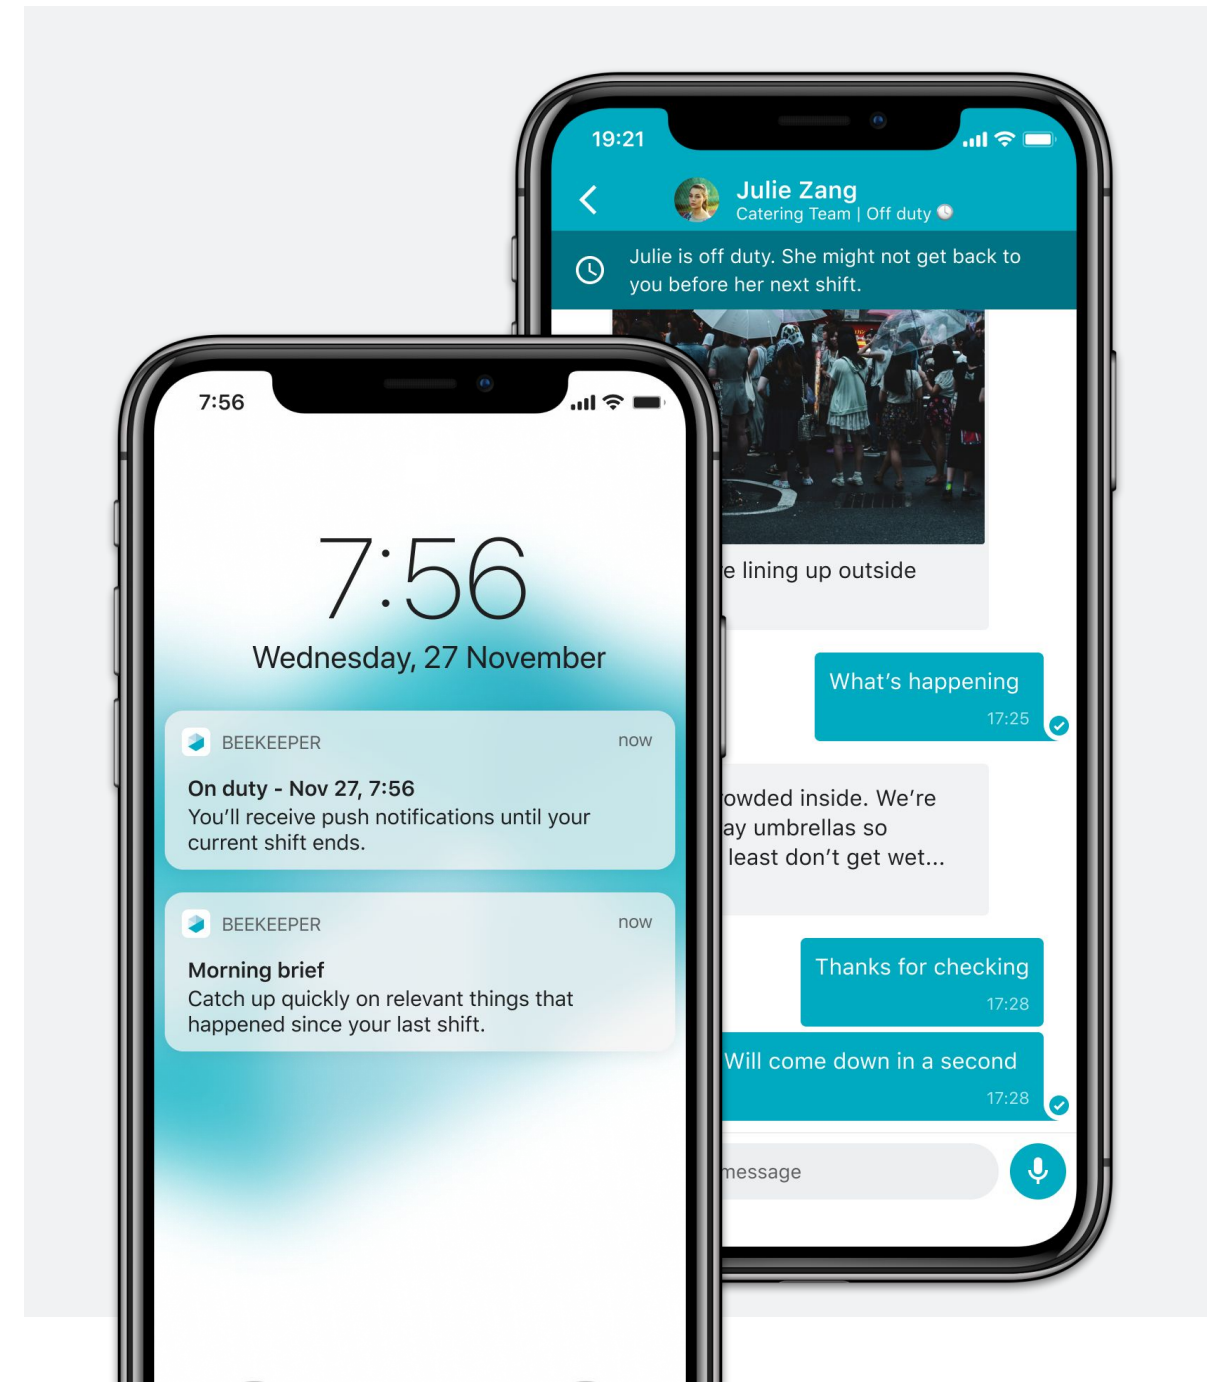 19:21
Julie Zang
Catering Team | Off duty
Julie is off duty. She might not get back to
you before her next shift.
lining up outside
What's happening
17:25
inside. We're
umbrellas so
least don't get wet...
Thanks for checking
17:28
Will come down in a second
17:28
message
7:56
7:56
Wednesday, 27 November
BEEKEEPER
now
On duty - Nov 27, 7:56
You'll receive push notifications until your
current shift ends.
BEEKEEPER
now
Morning brief
Catch up quickly on relevant things that
happened since your last shift.